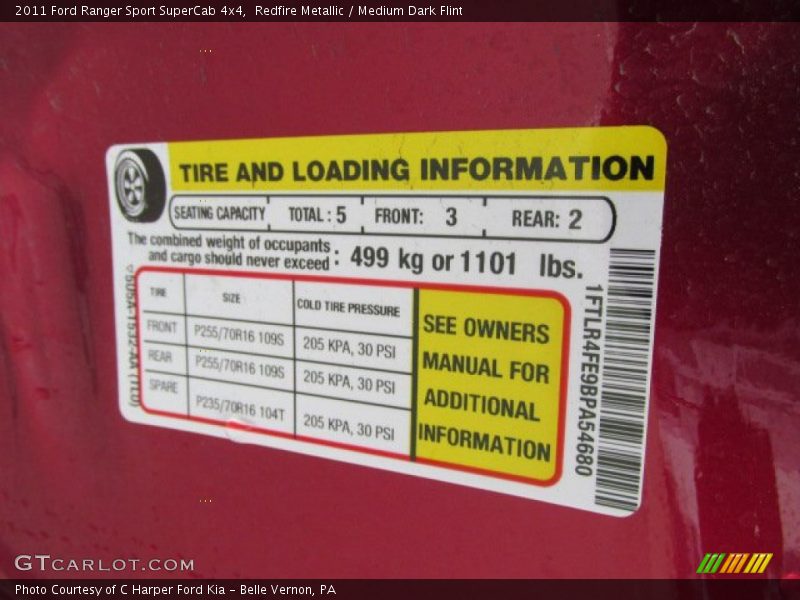 2011 Ford Ranger Sport SuperCab 4x4,  Redfire Metallic / Medium Dark Flint
TIRE AND LOADING INFORMATION
SEATING CAPACITY TOTAL : 5 FRONT: 3 REAR: 2
The combined weight of occupants
and cargo should never exceed : 499 kg or 1101 lbs.
TIRE SIZE COLD TIRE PRESSURE
FRONT P255/70R16 109S 205 KPA, 30 PSI
REAR P255/70R16 109S 205 KPA, 30 PSI
SPARE P235/70R16 104T 205 KPA, 30 PSI
SEE OWNERS
MANUAL FOR
ADDITIONAL
INFORMATION
1FTLR4FE9BPA54680
GTCARLOT.COM
Photo Courtesy of C Harper Ford Kia - Belle Vernon, PA